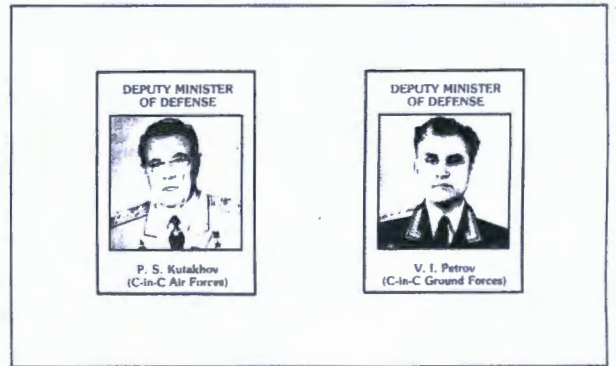 DEPUTY MINISTER
OF DEFENSE
P. S. Kutakhov
(C-in-C Air Forces)
DEPUTY MINISTER
OF DEFENSE
V. I. Petrov
(C-in-C Ground Forces)